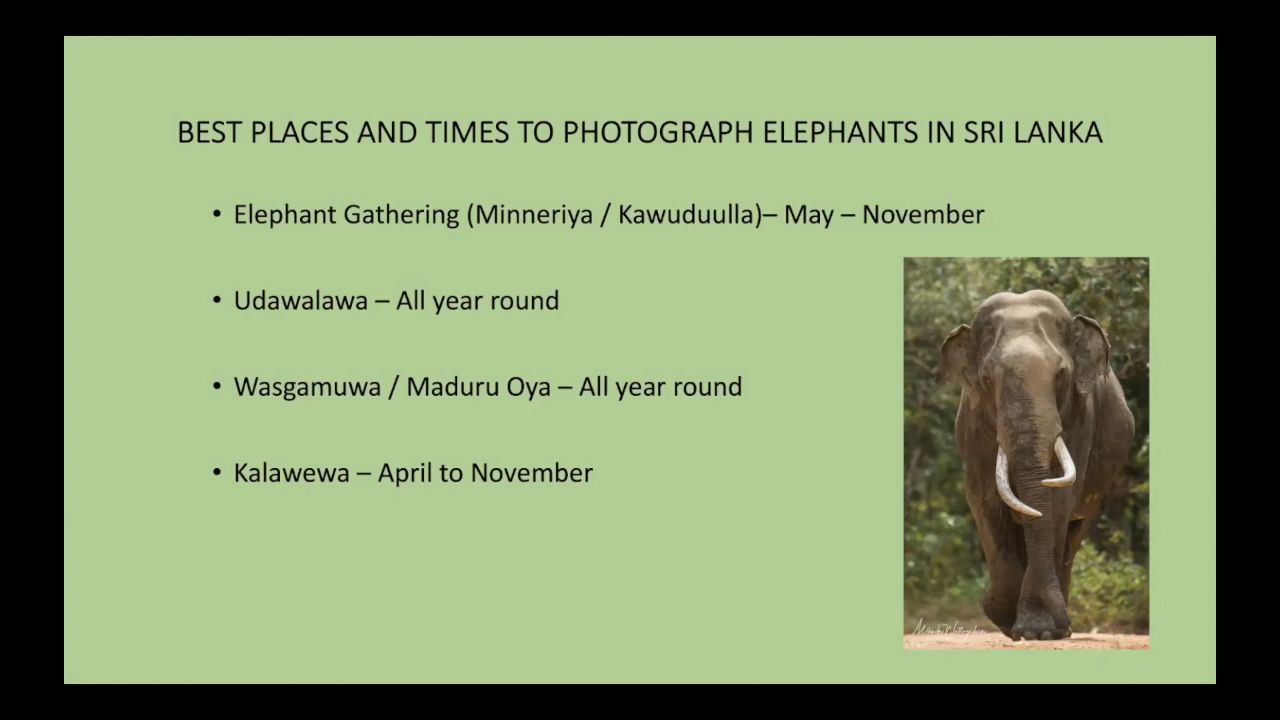 BEST PLACES AND TIMES TO PHOTOGRAPH ELEPHANTS IN SRI LANKA
• Elephant Gathering (Minneriya / Kawuduulla)– May – November
• Udawalawa – All year round
• Wasgamuwa / Maduru Oya – All year round
• Kalawewa – April to November